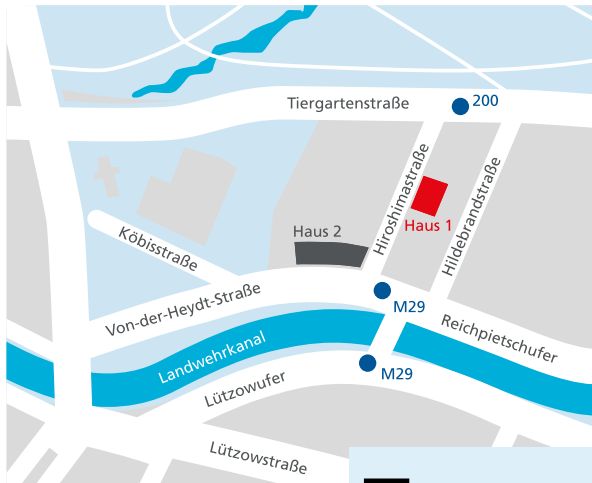 Tiergartenstraße
200
Hiroshimastraße
Hildebrandstraße
Haus 1
Haus 2
Köbisstraße
Von-der-Heydt-Straße
M29
Reichpietschufer
Landwehrkanal
M29
Lützowufer
Lützowstraße